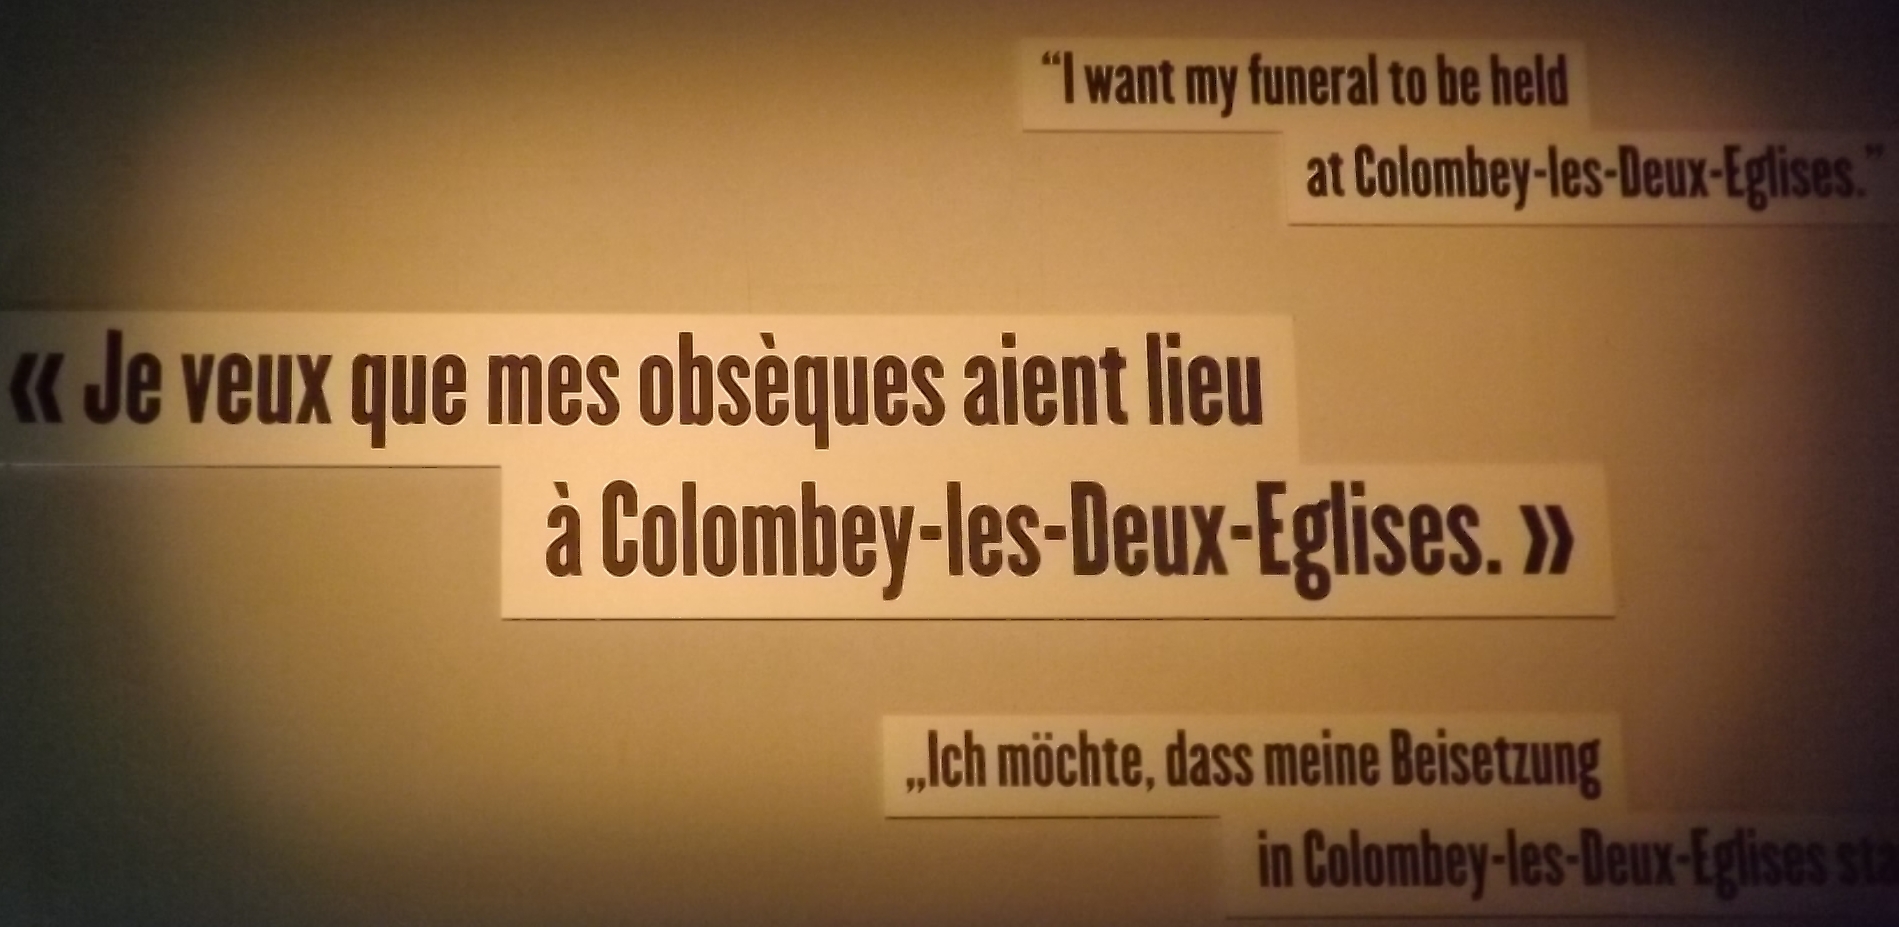 “I want my funeral to be held
at Colombey-les-Deux-Eglises.”
« Je veux que mes obsèques aient lieu
à Colombey-les-Deux-Eglises. »
„Ich möchte, dass meine Beisetzung
in Colombey-les-Deux-Eglises